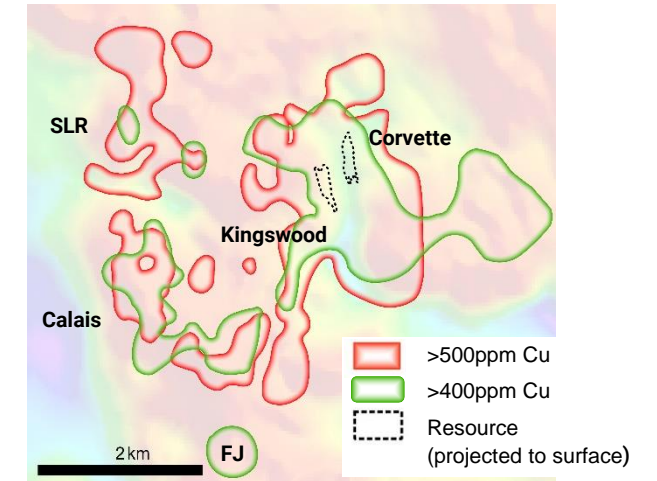 SLR
Corvette
Kingswood
Calais
FJ
2 km
>500ppm Cu
>400ppm Cu
Resource
(projected to surface)